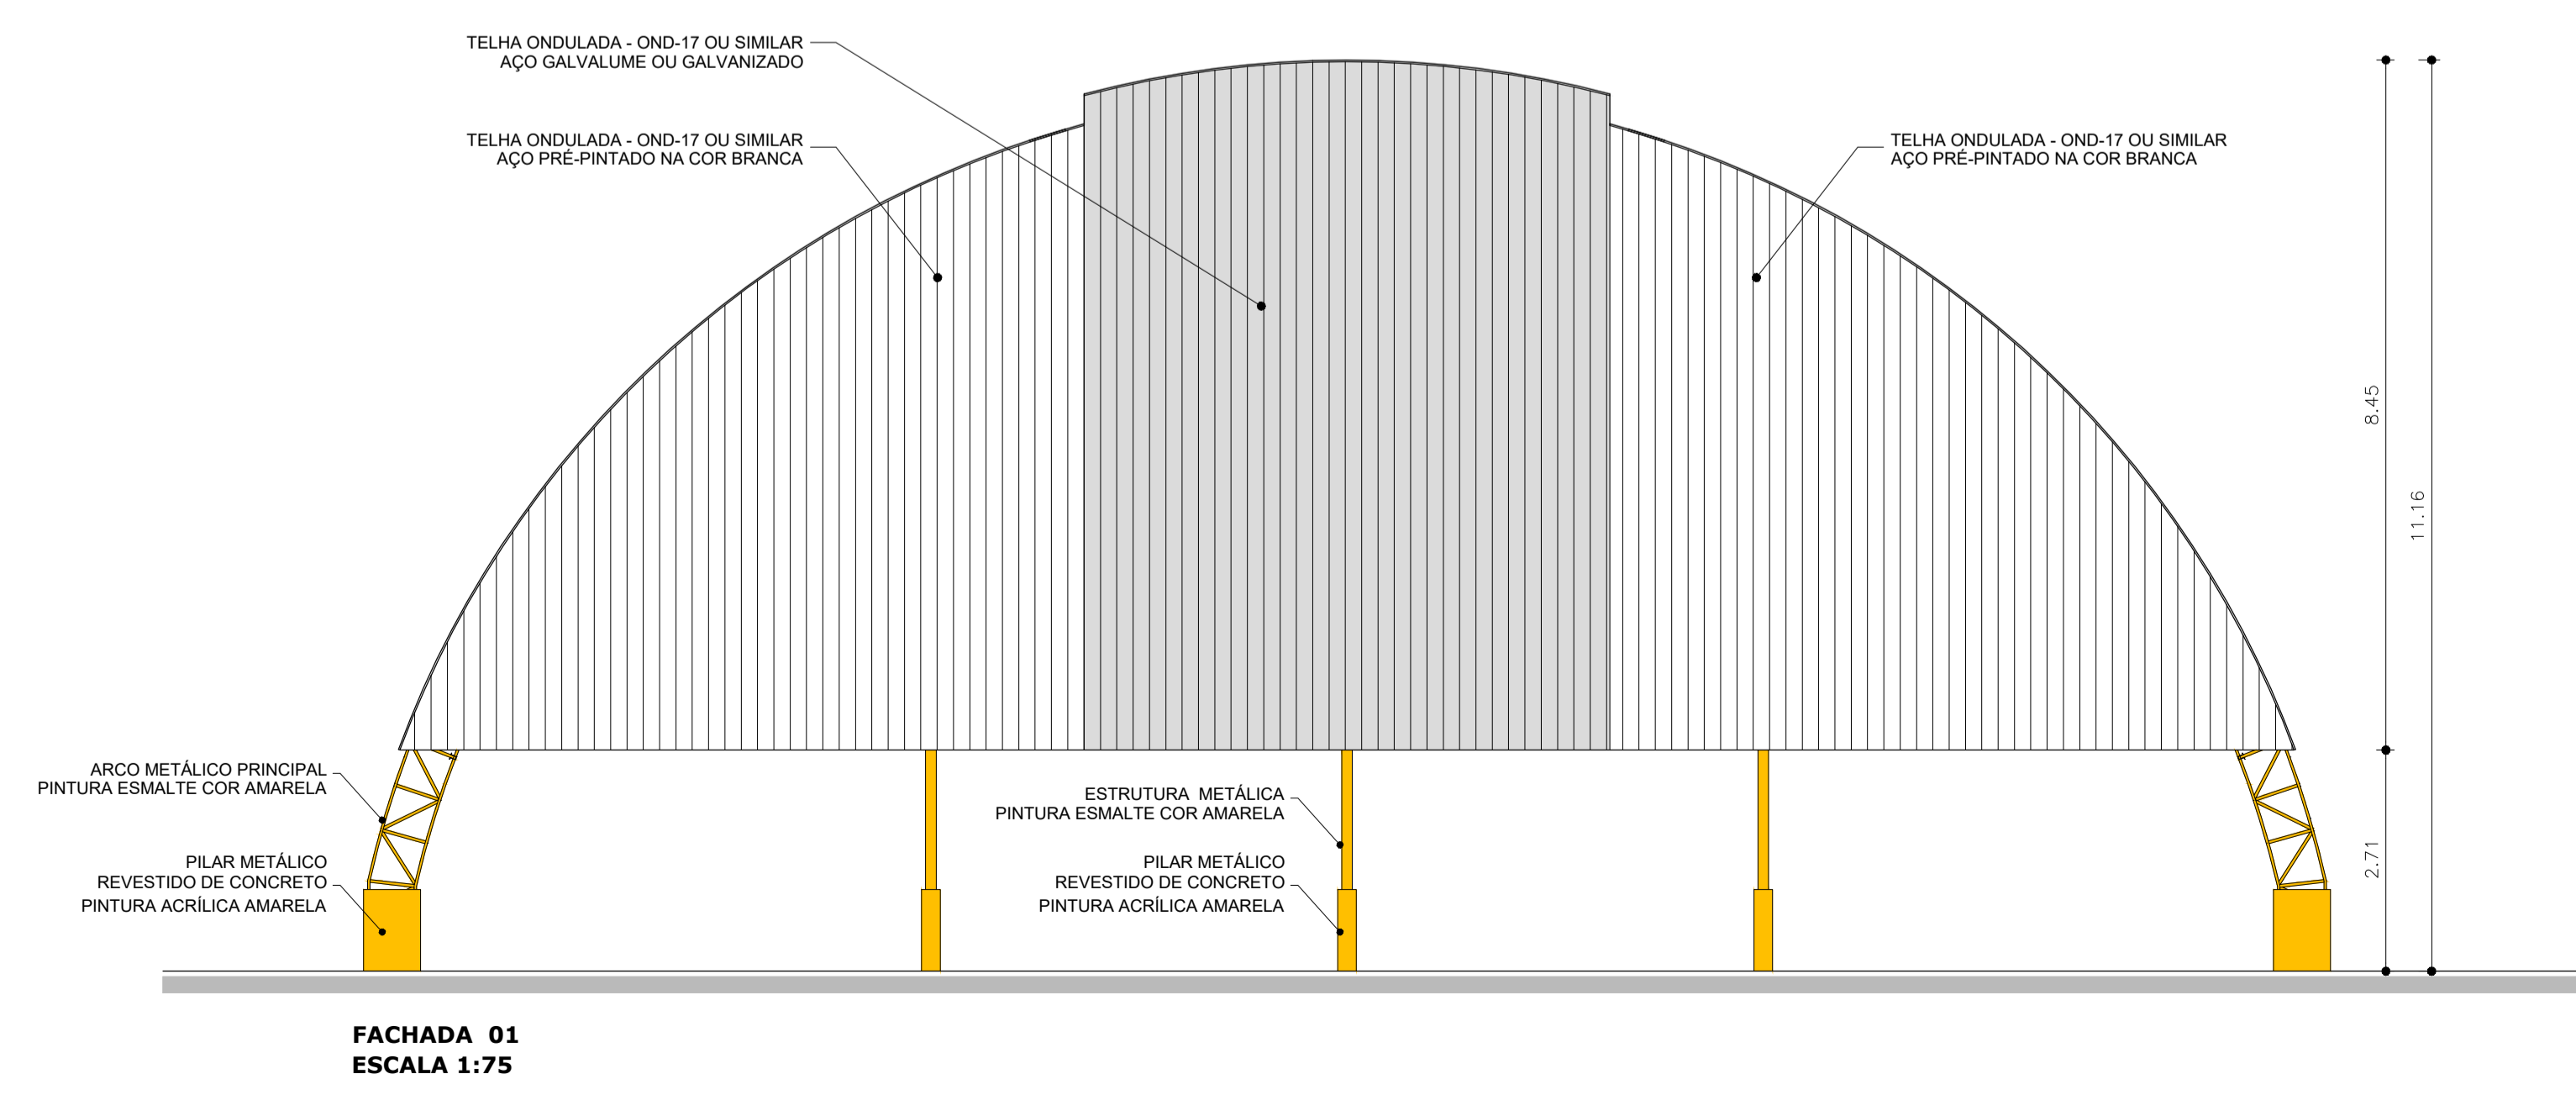 TELHA ONDULADA - OND-17 OU SIMILAR
AÇO GALVALUME OU GALVANIZADO
TELHA ONDULADA - OND-17 OU SIMILAR
AÇO PRÉ-PINTADO NA COR BRANCA
TELHA ONDULADA - OND-17 OU SIMILAR
AÇO PRÉ-PINTADO NA COR BRANCA
8.45
11.16
2.71
ARCO METÁLICO PRINCIPAL
PINTURA ESMALTE COR AMARELA
PILAR METÁLICO
REVESTIDO DE CONCRETO
PINTURA ACRÍLICA AMARELA
ESTRUTURA METÁLICA
PINTURA ESMALTE COR AMARELA
PILAR METÁLICO
REVESTIDO DE CONCRETO
PINTURA ACRÍLICA AMARELA
FACHADA 01
ESCALA 1:75